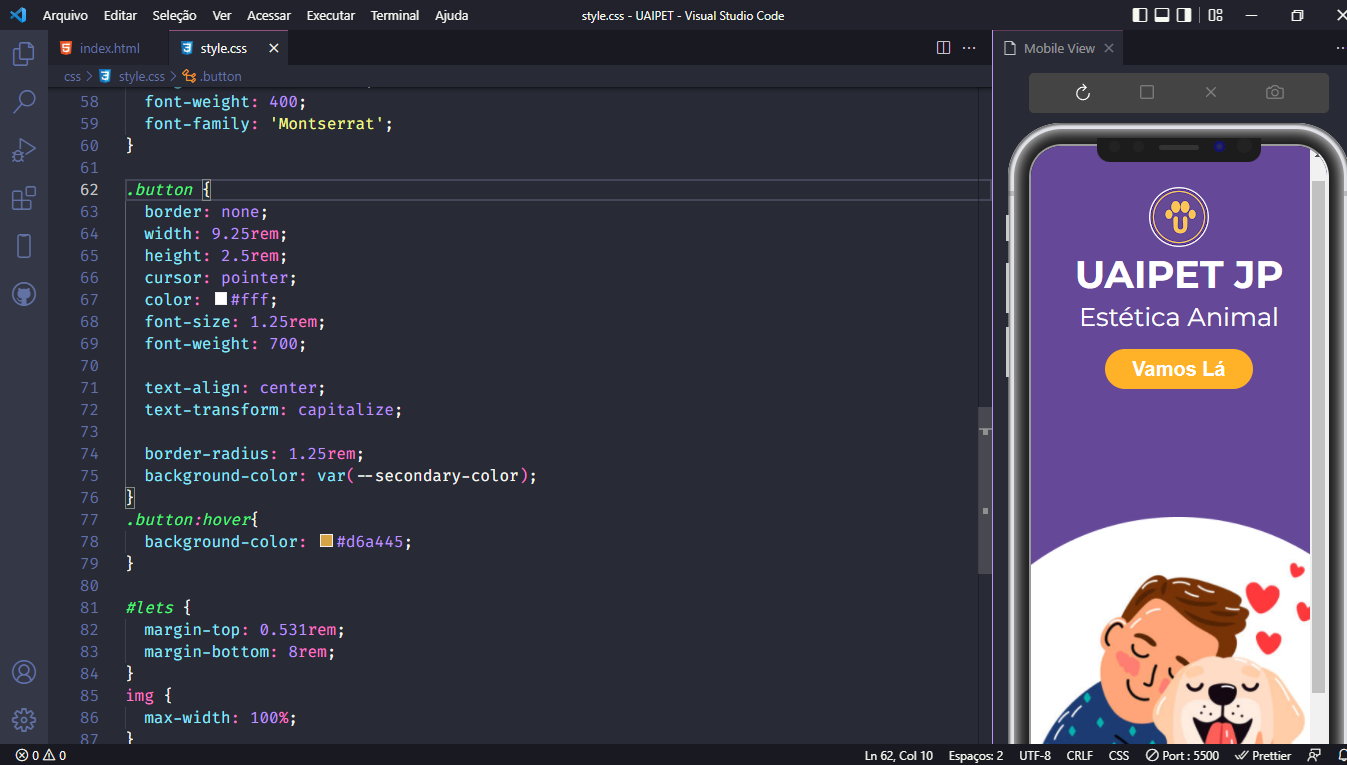 Arquivo Editar Seleção Ver Acessar Executar Terminal Ajuda
style.css - UAIPET - Visual Studio Code
index.html
style.css
Mobile View
css > style.css > .button
58 font-weight: 400;
59 font-family: 'Montserrat';
60 }
61
62 .button {
63 border: none;
64 width: 9.25rem;
65 height: 2.5rem;
66 cursor: pointer;
67 color: #fff;
68 font-size: 1.25rem;
69 font-weight: 700;
70
71 text-align: center;
72 text-transform: capitalize;
73
74 border-radius: 1.25rem;
75 background-color: var(--secondary-color);
76 }
77 .button:hover{
78 background-color: #d6a445;
79 }
80
81 #lets {
82 margin-top: 0.531rem;
83 margin-bottom: 8rem;
84 }
85 img {
86 max-width: 100%;
87 }
U
UAIPET JP
Estética Animal
Vamos Lá
0 0
Ln 62, Col 10 Espaços: 2 UTF-8 CRLF CSS Port : 5500 Prettier